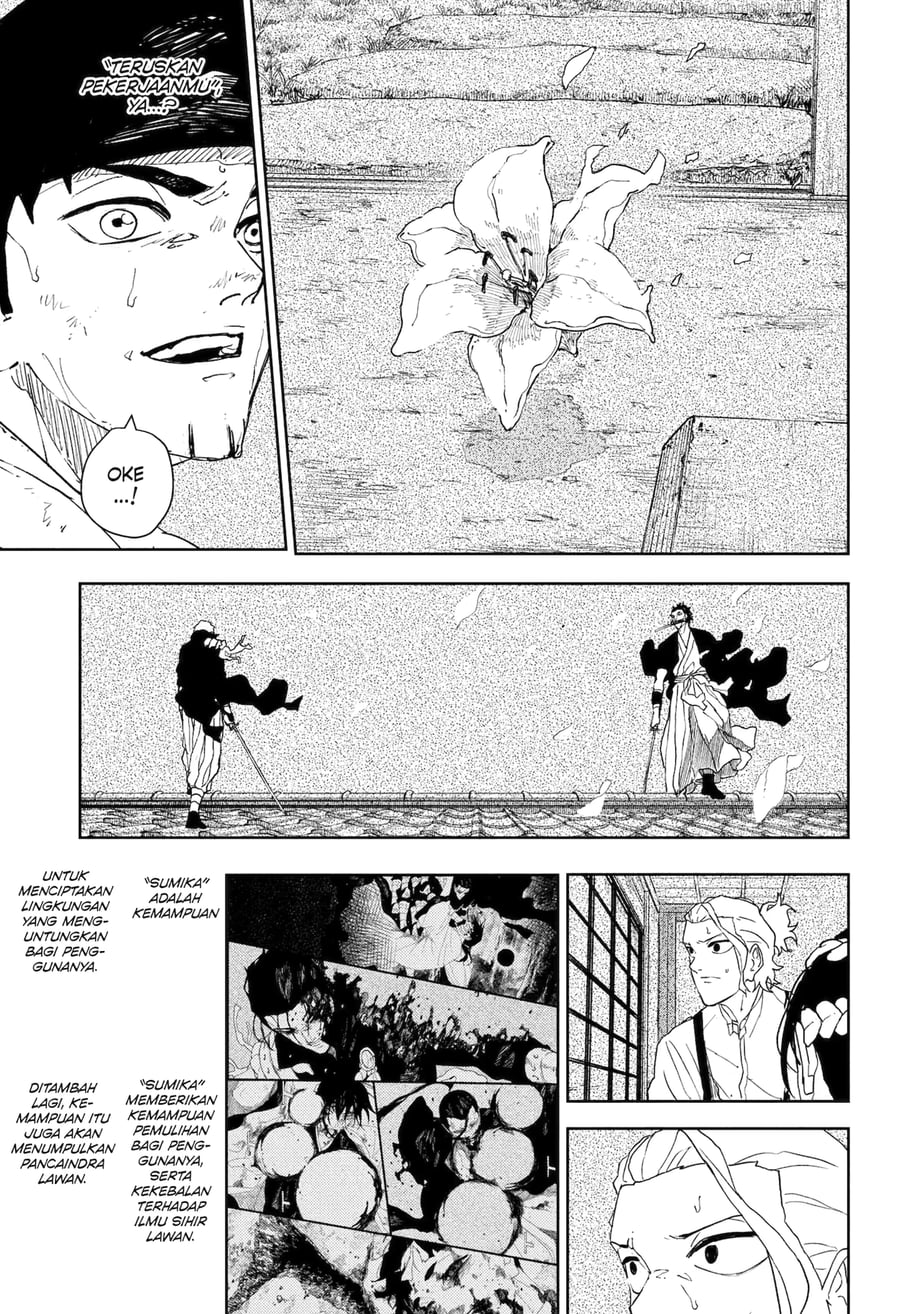 “TERUSKAN
PEKERJAANMU”,
YA...?
OKE
...!
“SUMIKA”
ADALAH
KEMAMPUAN
UNTUK
MENCIPTAKAN
LINGKUNGAN
YANG MENG-
UNTUNGKAN
BAGI PENG-
GUNANYA.
“SUMIKA”
MEMBERIKAN
KEMAMPUAN
PEMULIHAN
BAGI PENG-
GUNANYA,
SERTA
KEKEBALAN
TERHADAP
ILMU SIHIR
LAWAN.
DITAMBAH
LAGI, KE-
MAMPUAN ITU
JUGA AKAN
MENUMPULKAN
PANCAINDRA
LAWAN.